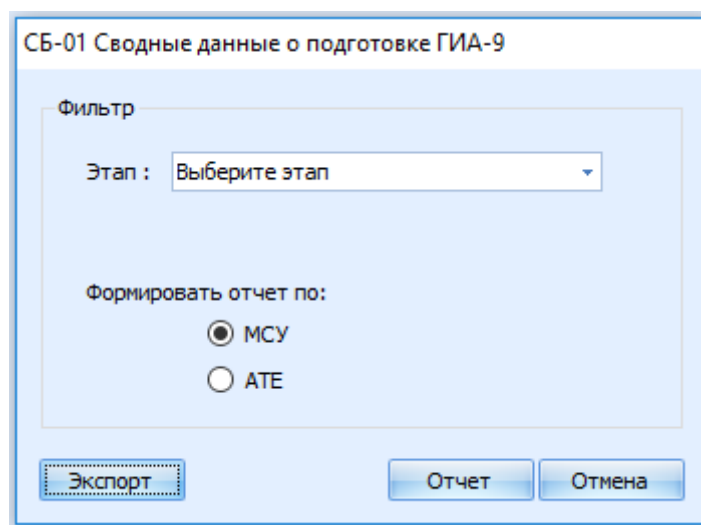 СБ-01 Сводные данные о подготовке ГИА-9
Фильтр
Этап : Выберите этап
Формировать отчет по:
МСУ
АТЕ
Экспорт Отчет Отмена